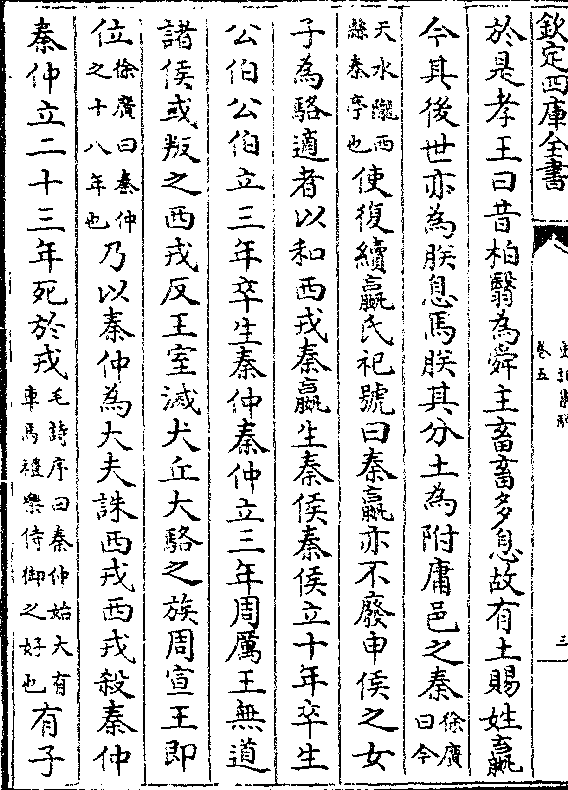 欽定四庫全書
卷五
三
於是孝王曰昔柏翳為舜主畜畜多息故有土賜姓嬴
今其後世亦為朕息馬朕其分土為附庸邑之秦徐廣曰今
天水隴西縣秦亭也使復續嬴氏祀號曰秦嬴亦不廢申侯之女
子為駱適者以和西戎秦嬴生秦侯秦侯立十年卒生
公伯公伯立三年卒生秦仲秦仲立三年周厲王無道
諸侯或叛之西戎反王室滅犬丘大駱之族周宣王即
位徐廣曰秦仲之十八年也乃以秦仲為大夫誅西戎西戎殺秦仲
秦仲立二十三年死於戎毛詩序曰秦仲始大有車馬禮樂侍御之好也有子